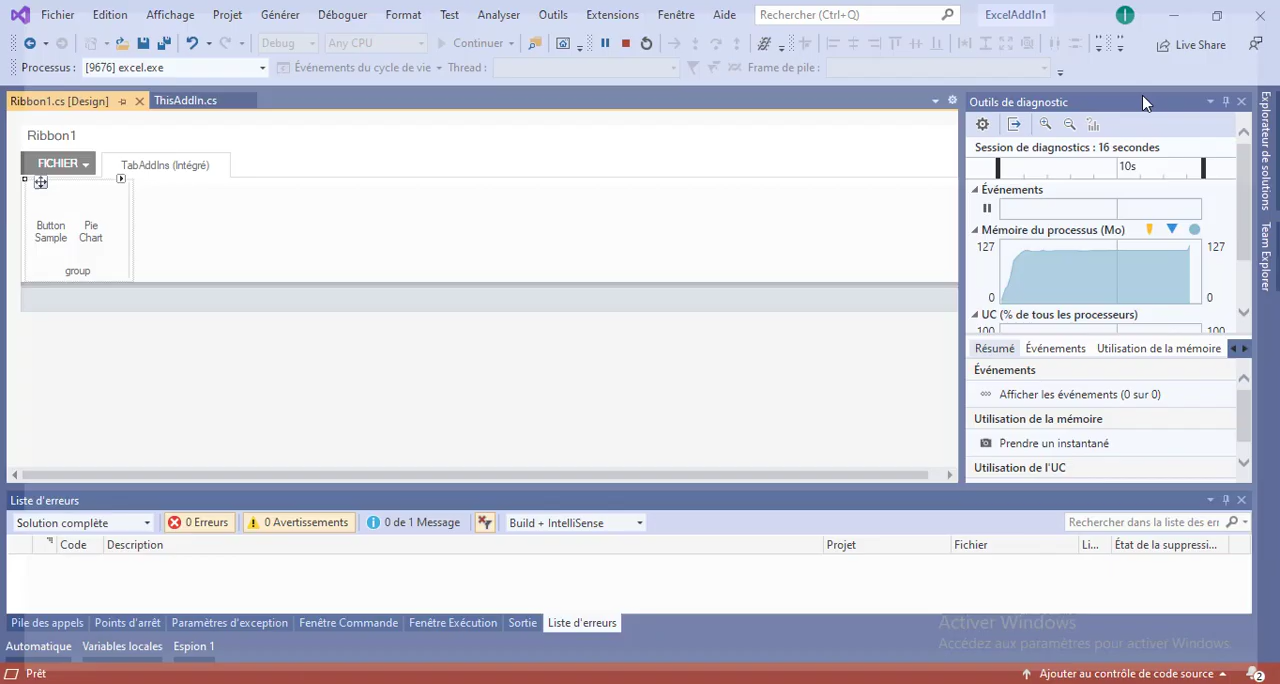 Fichier Edition Affichage Projet Générer Déboguer Format Test Analyser Outils Extensions Fenêtre Aide Rechercher (Ctrl+Q) ExcelAddIn1
Debug Any CPU Continuer Live Share
Processus : [9676] excel.exe Événements du cycle de vie Thread : Frame de pile :
Ribbon1.cs [Design] ThisAddIn.cs
Ribbon1
FICHIER TabAddIns (Intégré)
Button Sample
Pie Chart
group
Outils de diagnostic
Session de diagnostics : 16 secondes
10s
Événements
Mémoire du processus (Mo)
127 127
0 0
UC (% de tous les processeurs)
100 100
Résumé Événements Utilisation de la mémoire
Événements
Afficher les événements (0 sur 0)
Utilisation de la mémoire
Prendre un instantané
Utilisation de l'UC
Explorateur de solutions
Team Explorer
Liste d'erreurs
Solution complète 0 Erreurs 0 Avertissements 0 de 1 Message Build + IntelliSense Rechercher dans la liste des err
Code Description Projet Fichier Li... État de la suppressi...
Pile des appels Points d'arrêt Paramètres d'exception Fenêtre Commande Fenêtre Exécution Sortie Liste d'erreurs
Activer Windows
Accédez aux paramètres pour activer Windows.
Automatique Variables locales Espion 1
Prêt Ajouter au contrôle de code source 2